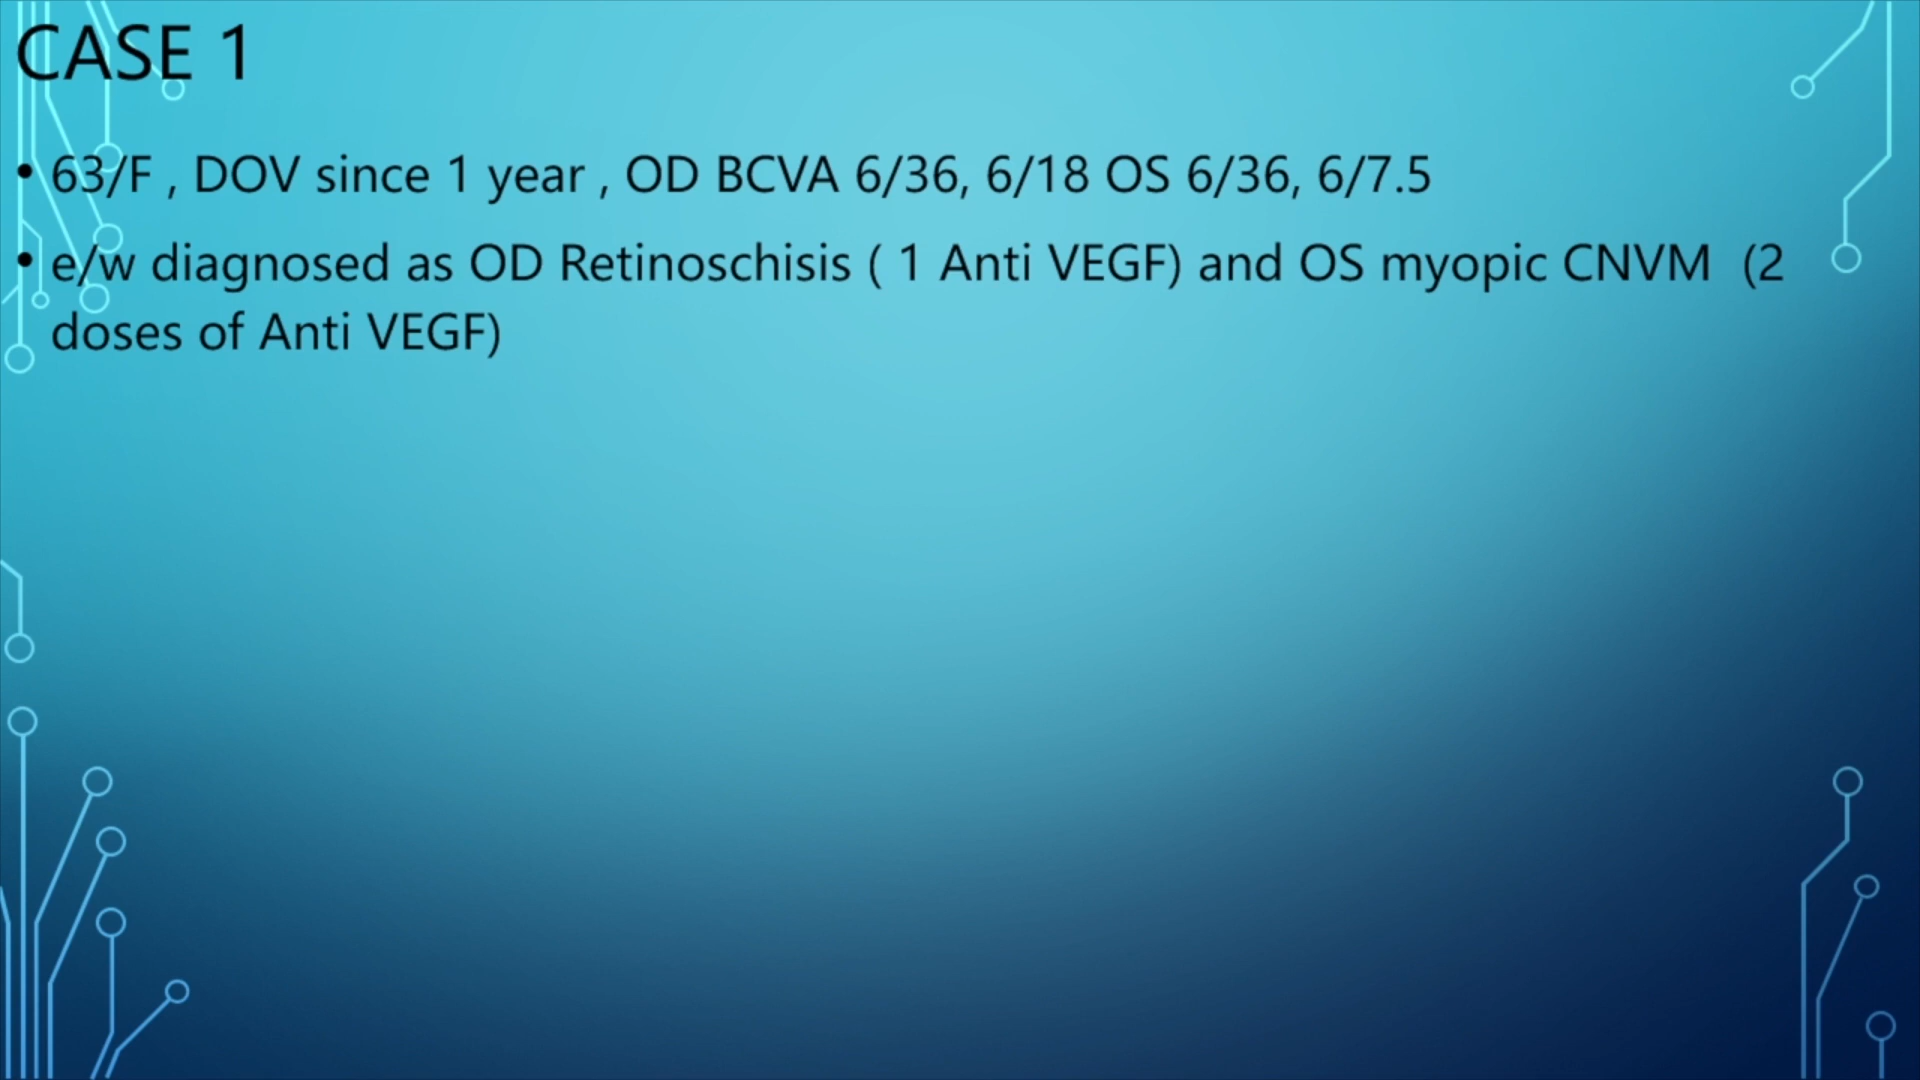 CASE 1
• 63/F , DOV since 1 year , OD BCVA 6/36, 6/18 OS 6/36, 6/7.5
• e/w diagnosed as OD Retinoschisis ( 1 Anti VEGF) and OS myopic CNVM (2
doses of Anti VEGF)